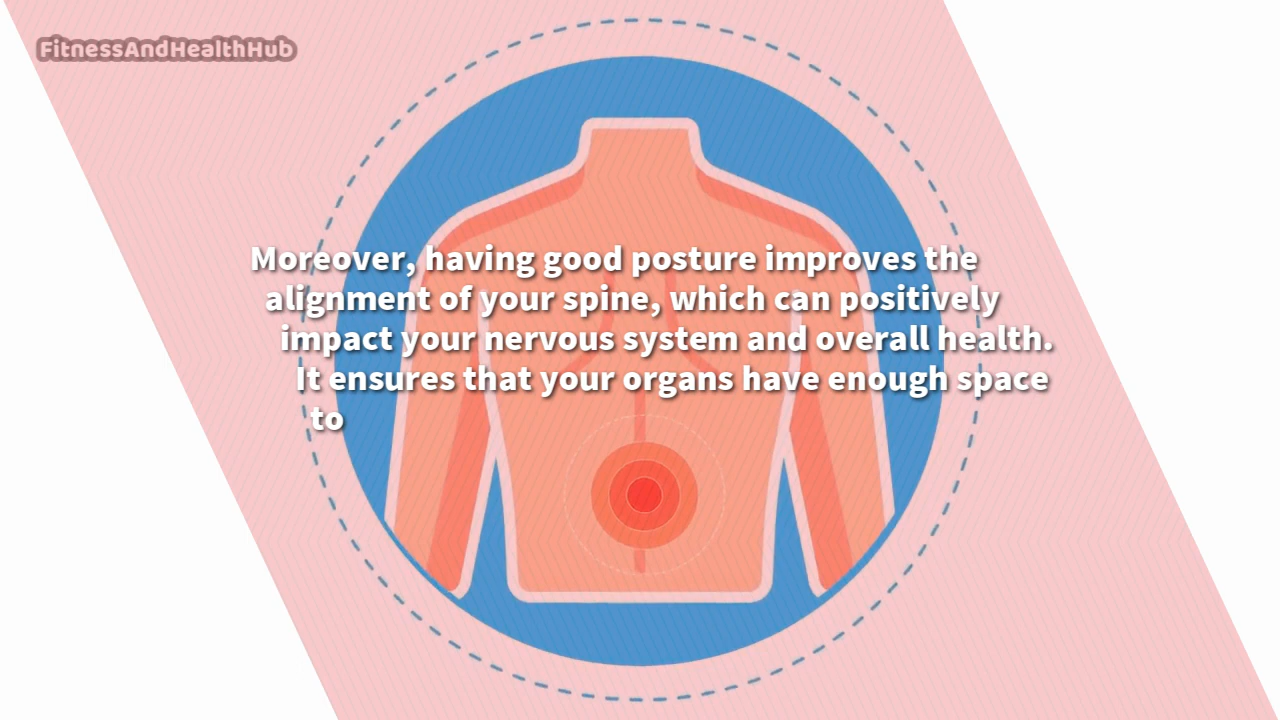 FitnessAndHealthHub
Moreover, having good posture improves the
alignment of your spine, which can positively
impact your nervous system and overall health.
It ensures that your organs have enough space
to